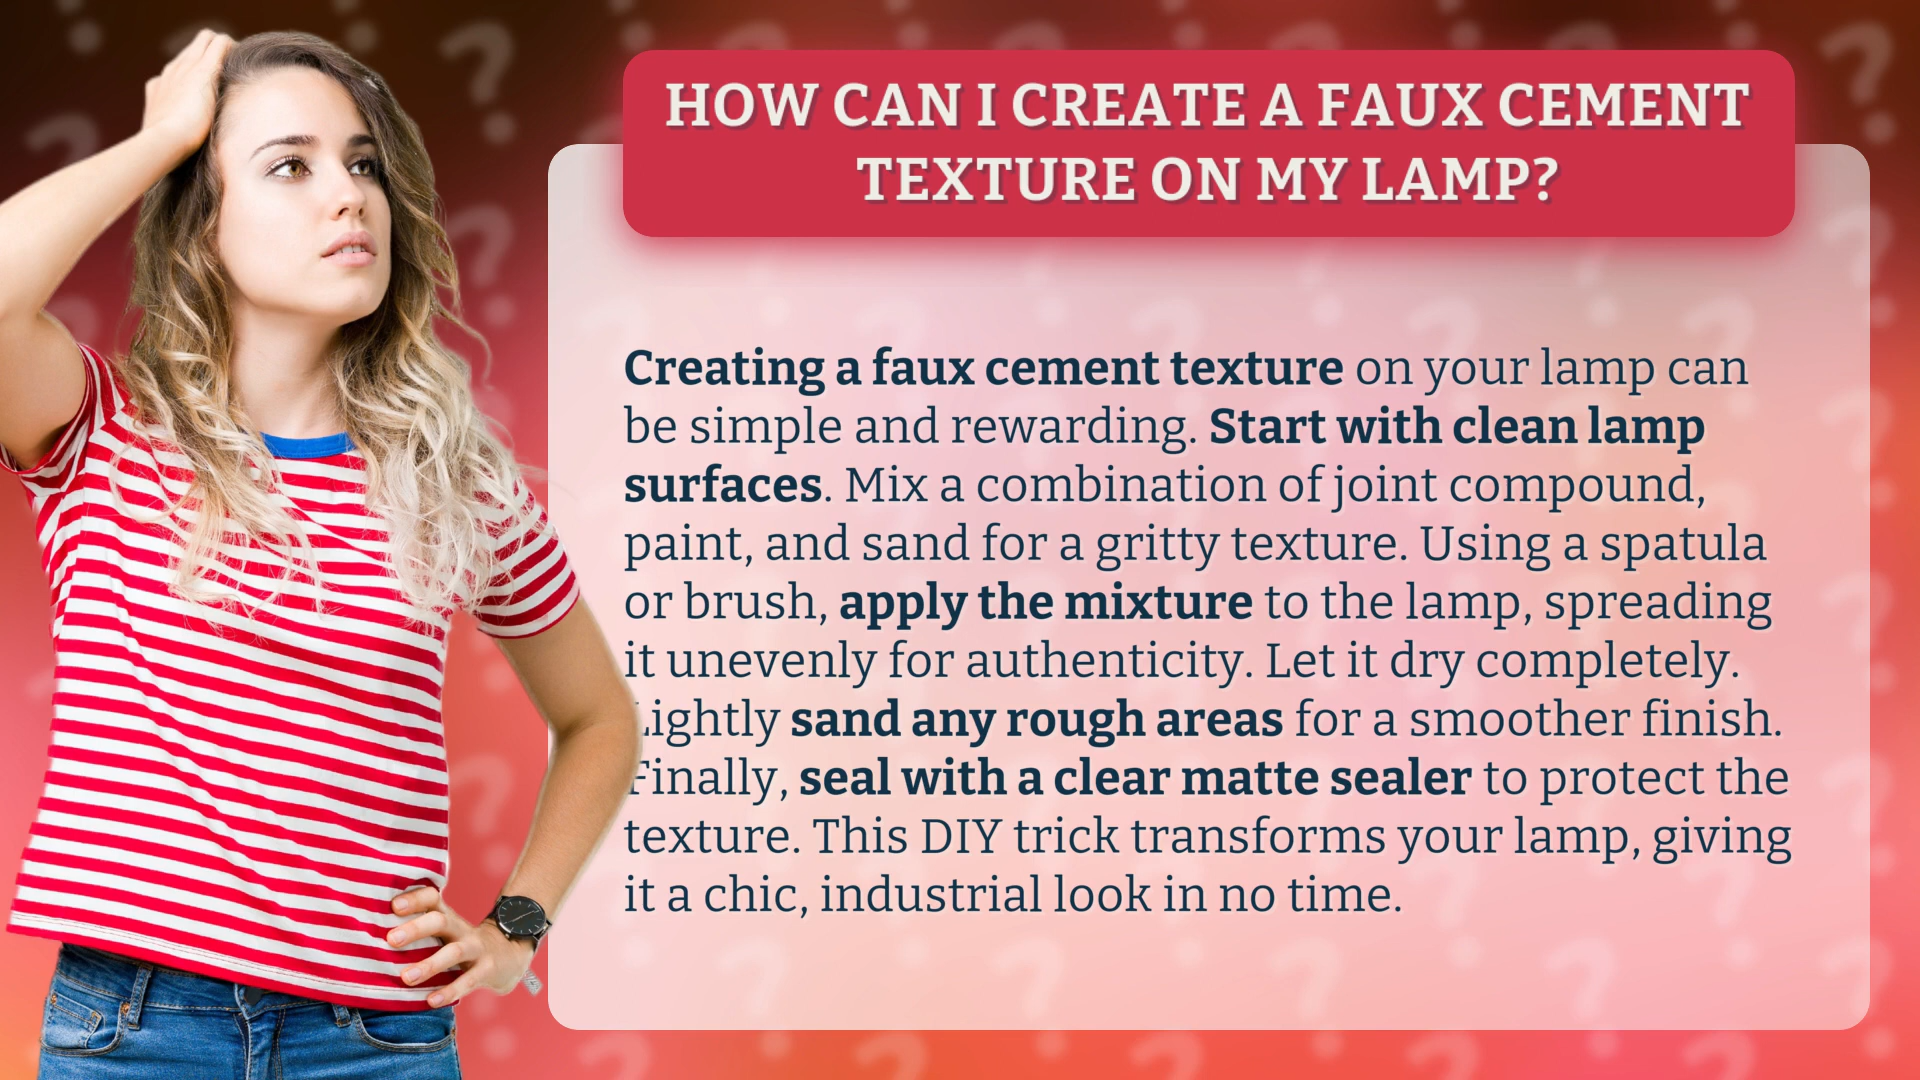 HOW CAN I CREATE A FAUX CEMENT
TEXTURE ON MY LAMP?
Creating a faux cement texture on your lamp can
be simple and rewarding. Start with clean lamp
surfaces. Mix a combination of joint compound,
paint, and sand for a gritty texture. Using a spatula
or brush, apply the mixture to the lamp, spreading
it unevenly for authenticity. Let it dry completely.
Lightly sand any rough areas for a smoother finish.
Finally, seal with a clear matte sealer to protect the
texture. This DIY trick transforms your lamp, giving
it a chic, industrial look in no time.